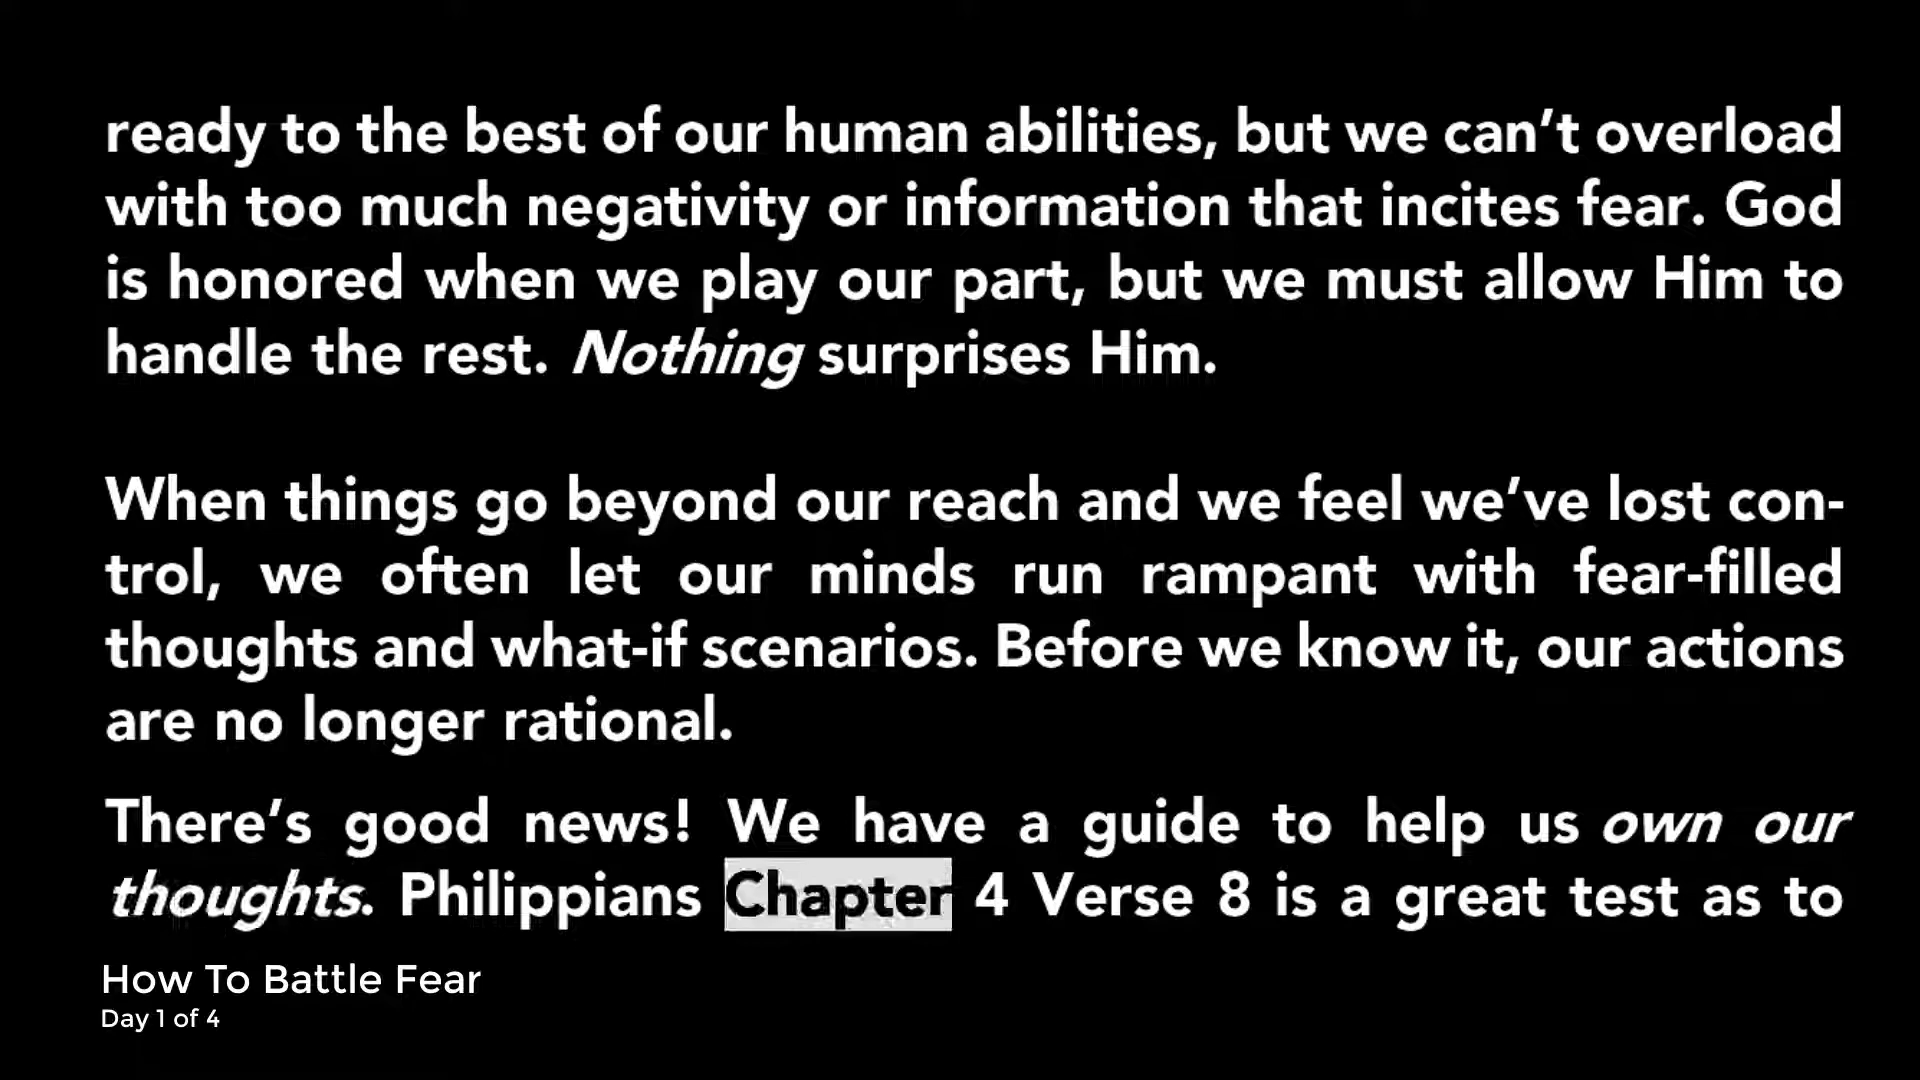 ready to the best of our human abilities, but we can’t overload
with too much negativity or information that incites fear. God
is honored when we play our part, but we must allow Him to
handle the rest. Nothing surprises Him.
When things go beyond our reach and we feel we’ve lost con-
trol, we often let our minds run rampant with fear-filled
thoughts and what-if scenarios. Before we know it, our actions
are no longer rational.
There’s good news! We have a guide to help us own our
thoughts. Philippians Chapter 4 Verse 8 is a great test as to
How To Battle Fear
Day 1 of 4